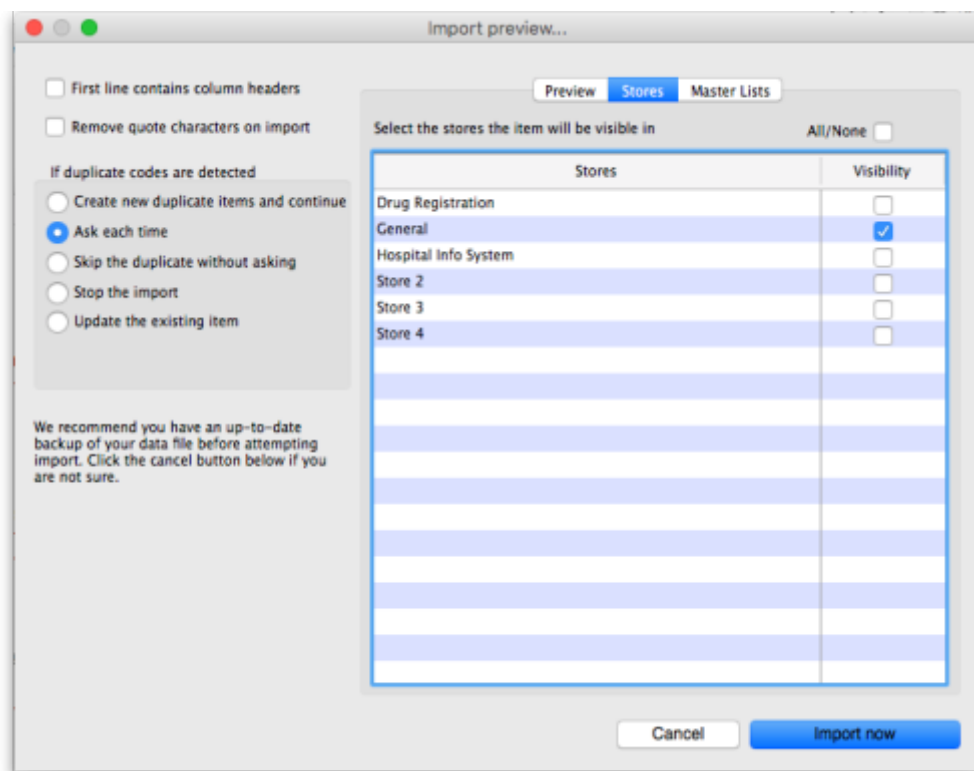 Import preview...
First line contains column headers
Remove quote characters on import
If duplicate codes are detected
Create new duplicate items and continue
Ask each time
Skip the duplicate without asking
Stop the import
Update the existing item
We recommend you have an up-to-date
backup of your data file before attempting
import. Click the cancel button below if you
are not sure.
Preview Stores Master Lists
Select the stores the item will be visible in All/None
Stores Visibility
Drug Registration
General
Hospital Info System
Store 2
Store 3
Store 4
Cancel Import now